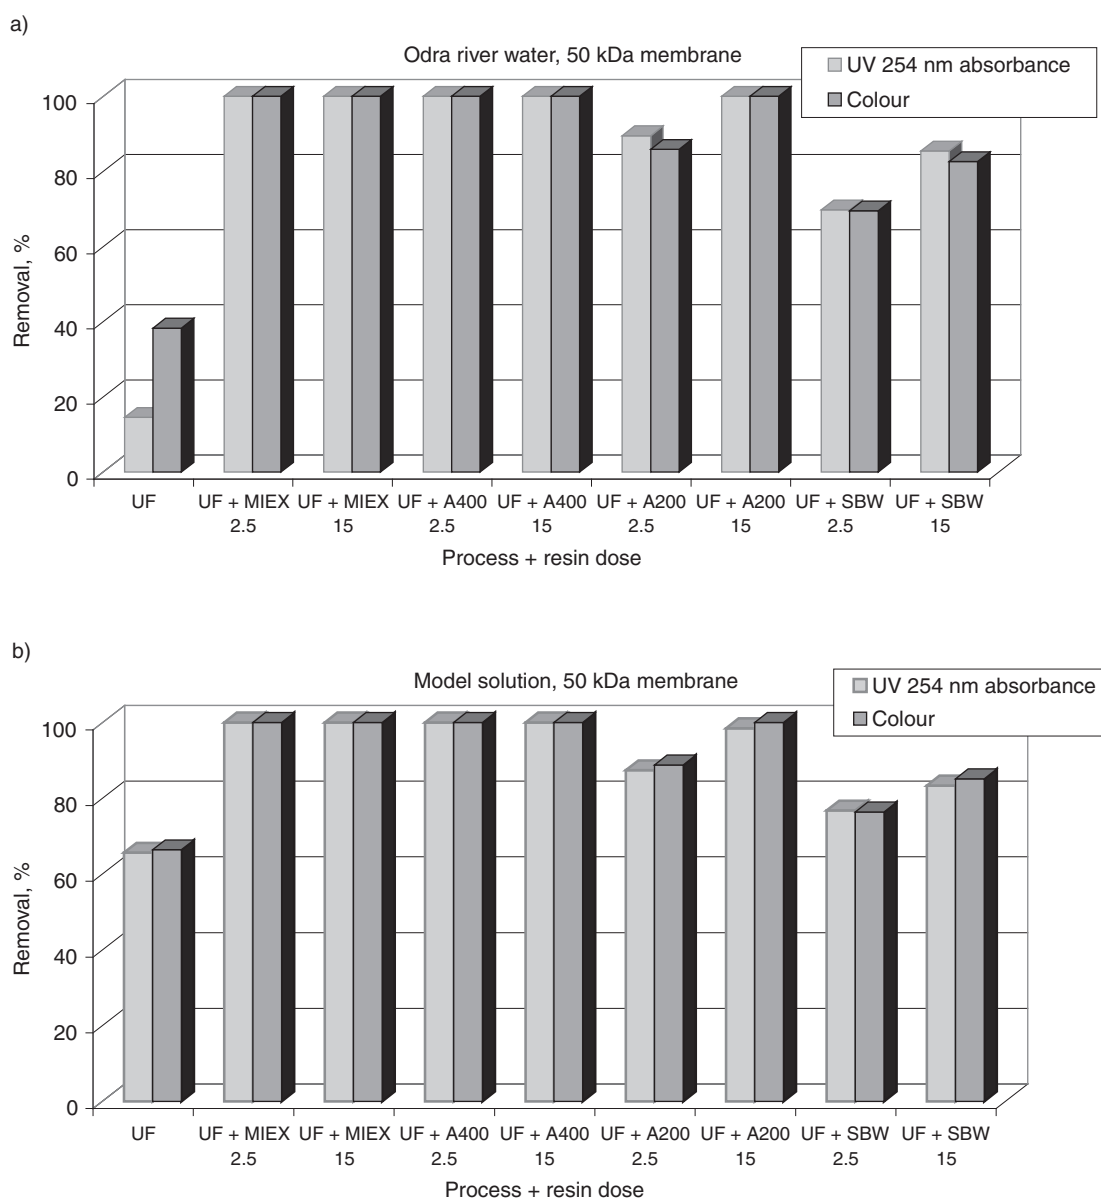 a)
Odra river water, 50 kDa membrane
UV 254 nm absorbance
Colour
100
80
60
40
20
0
Removal, %
UF UF + MIEX UF + MIEX UF + A400 UF + A400 UF + A200 UF + A200 UF + SBW UF + SBW
2.5 15 2.5 15 2.5 15 2.5 15
Process + resin dose
b)
Model solution, 50 kDa membrane
UV 254 nm absorbance
Colour
100
80
60
40
20
0
Removal, %
UF UF + MIEX UF + MIEX UF + A400 UF + A400 UF + A200 UF + A200 UF + SBW UF + SBW
2.5 15 2.5 15 2.5 15 2.5 15
Process + resin dose